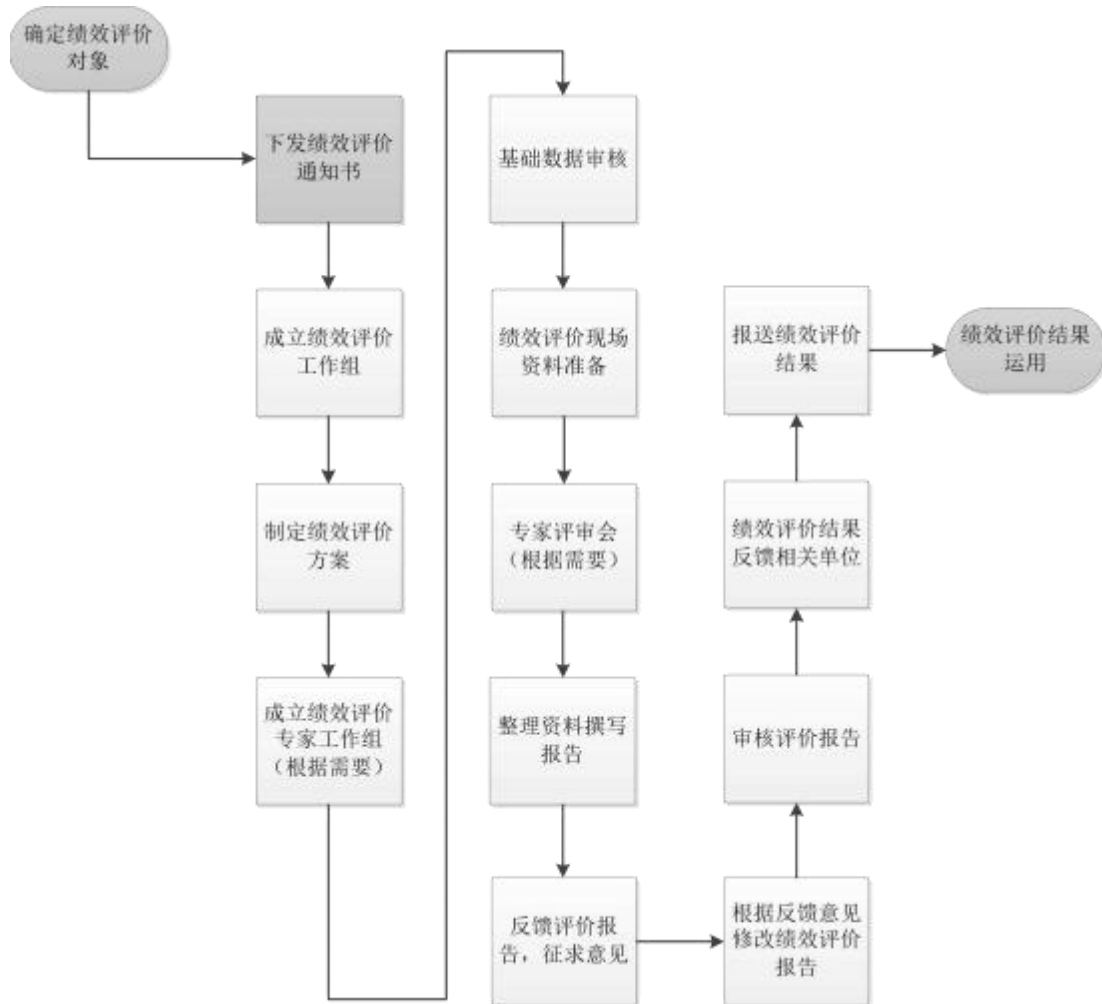 确定绩效评价
对象
下发绩效评价
通知书
成立绩效评价
工作组
制定绩效评价
方案
成立绩效评价
专家工作组
（根据需要）
基础数据审核
绩效评价现场
资料准备
专家评审会
（根据需要）
整理资料撰写
报告
反馈评价报
告，征求意见
根据反馈意见
修改绩效评价
报告
审核评价报告
绩效评价结果
反馈相关单位
报送绩效评价
结果
绩效评价结果
运用